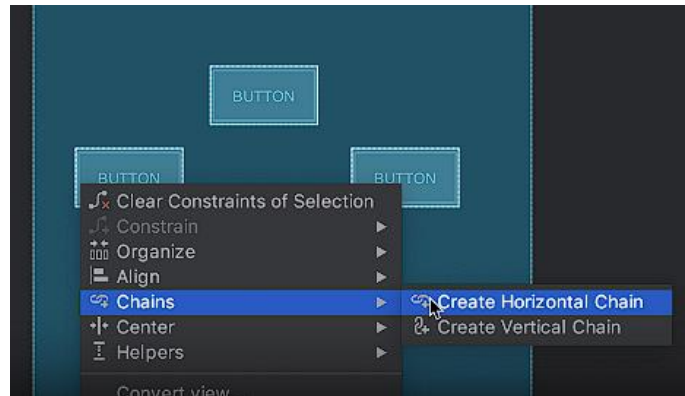 BUTTON
BUTTON
BUTTON
Clear Constraints of Selection
Constrain
Organize
Align
Chains
Create Horizontal Chain
Center
Create Vertical Chain
Helpers
Convert view